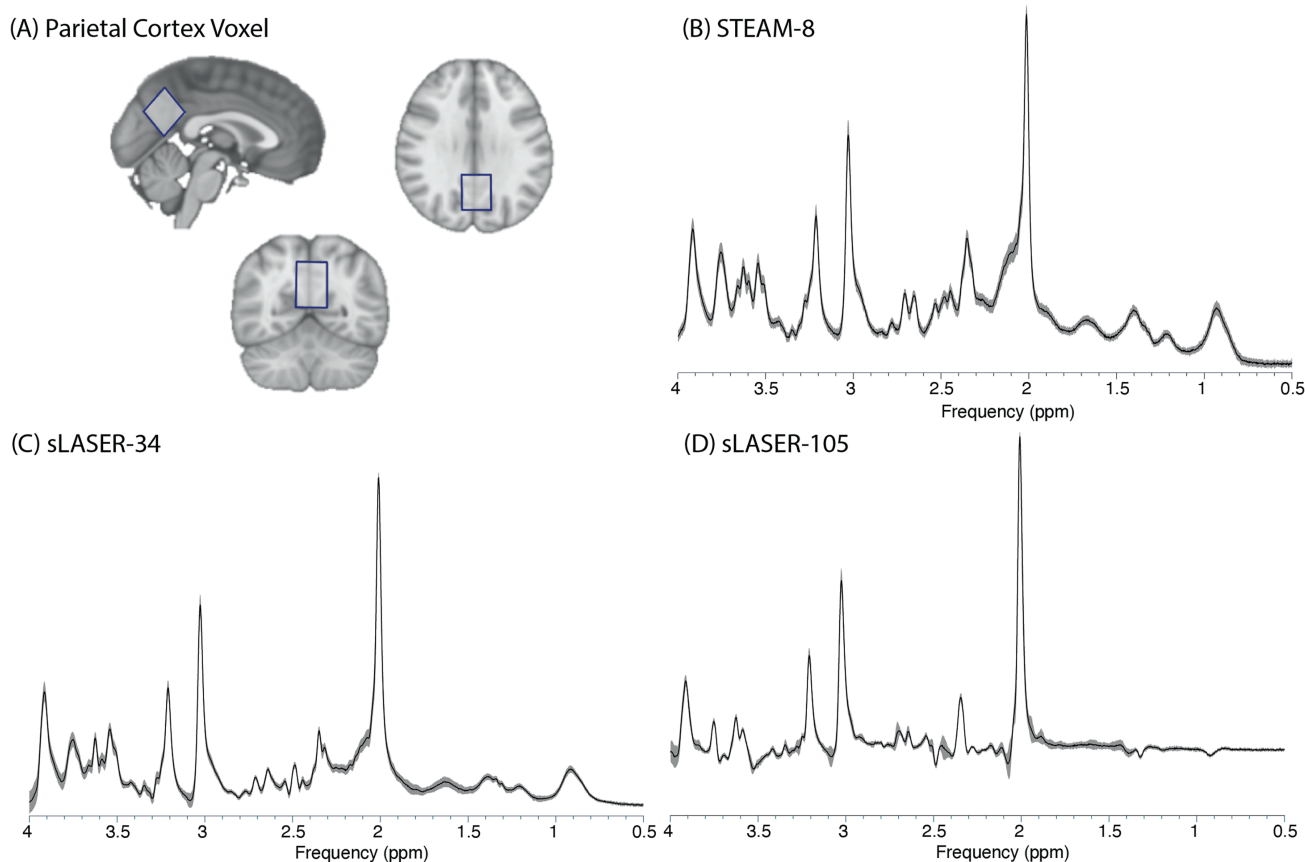 (A) Parietal Cortex Voxel
(B) STEAM-8
4 3.5 3 2.5 2 1.5 1 0.5
Frequency (ppm)
(C) sLASER-34
4 3.5 3 2.5 2 1.5 1 0.5
Frequency (ppm)
(D) sLASER-105
4 3.5 3 2.5 2 1.5 1 0.5
Frequency (ppm)